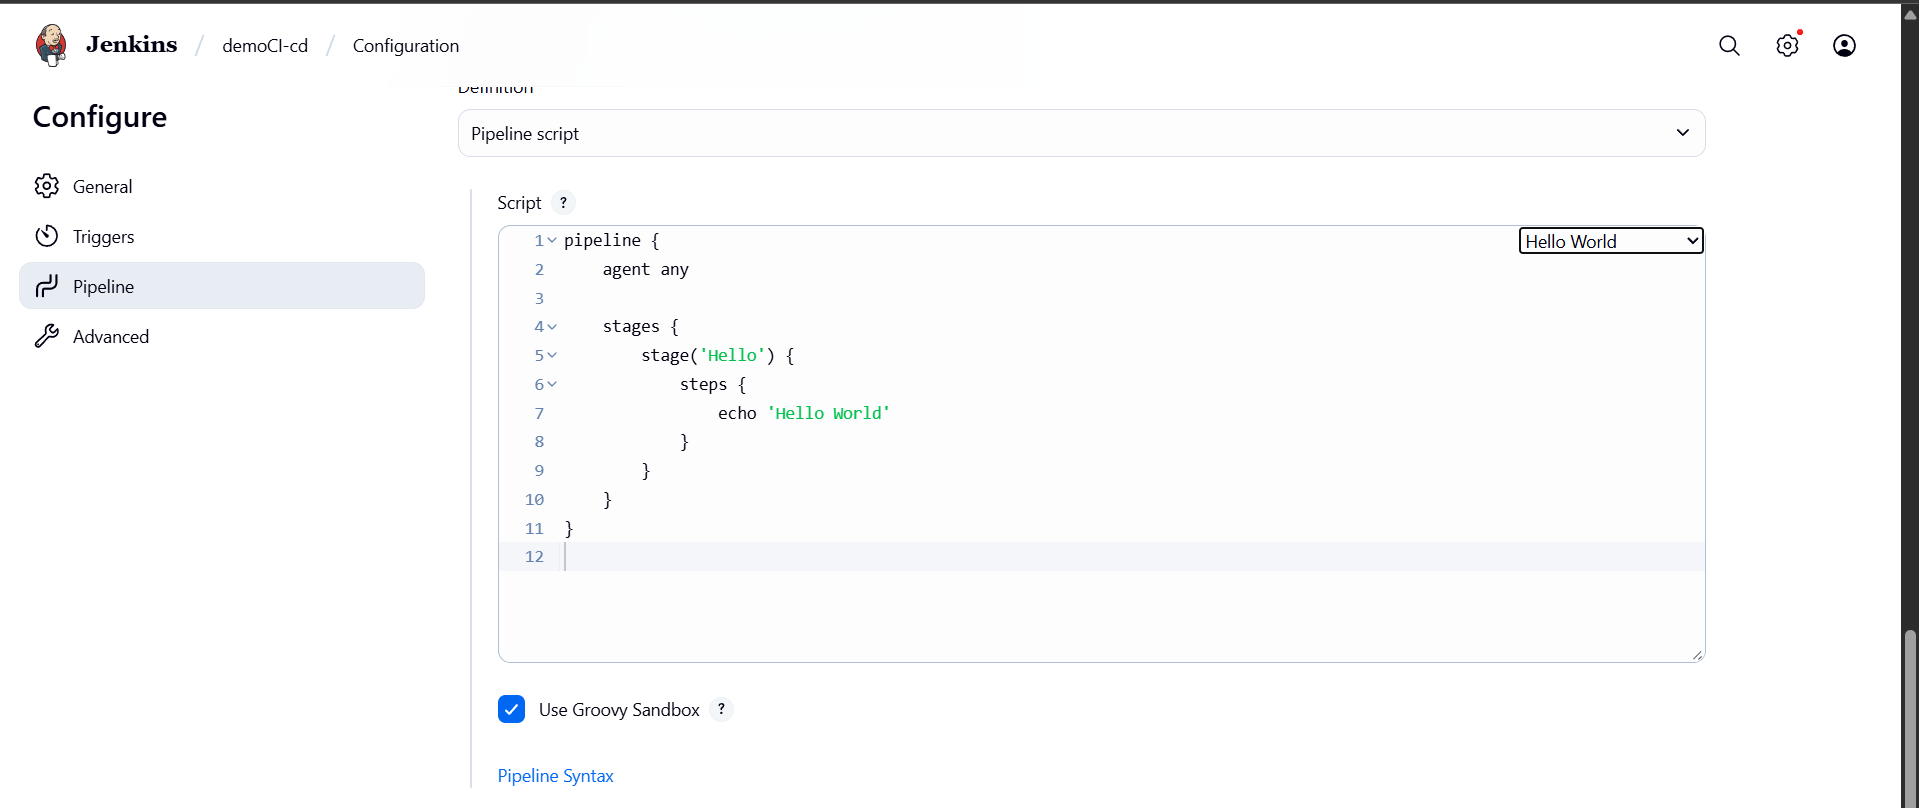 Jenkins / demoCI-cd / Configuration
Configure
General
Triggers
Pipeline
Advanced
Definition
Pipeline script
Script ?
Hello World
1 pipeline {
2     agent any
3
4     stages {
5         stage('Hello') {
6             steps {
7                 echo 'Hello World'
8             }
9         }
10     }
11 }
12
Use Groovy Sandbox ?
Pipeline Syntax